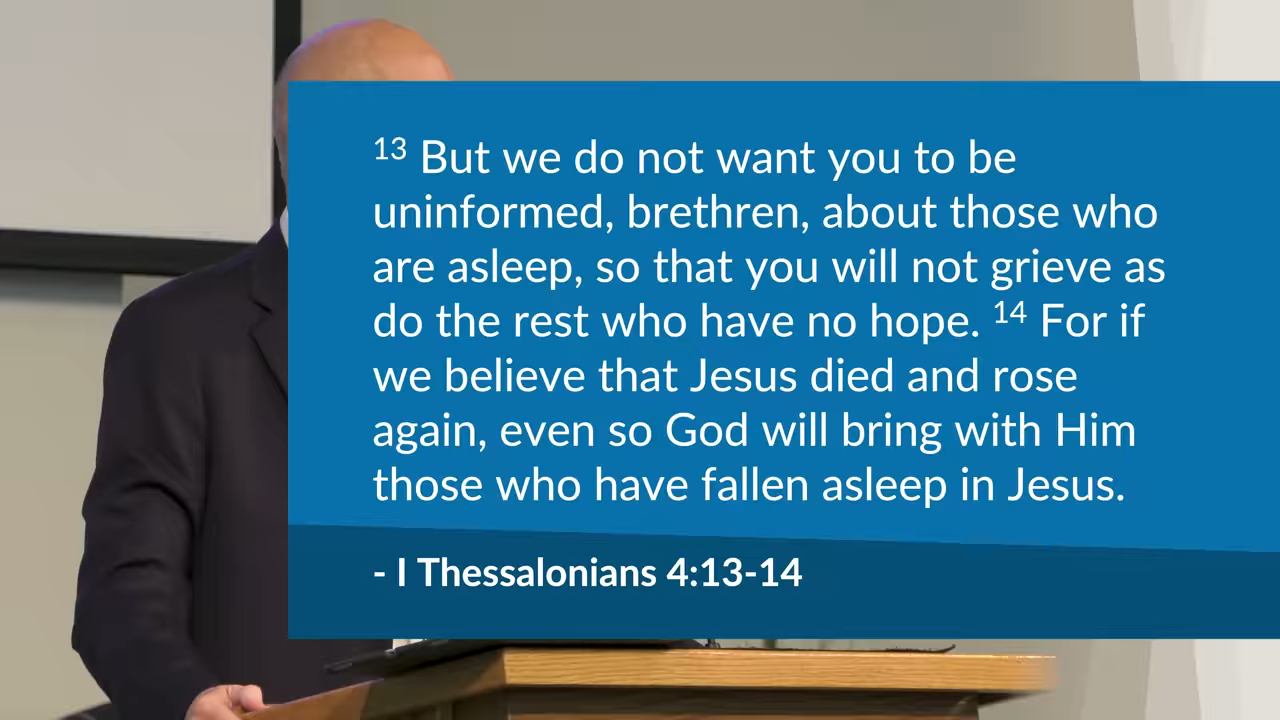 13 But we do not want you to be
uninformed, brethren, about those who
are asleep, so that you will not grieve as
do the rest who have no hope. 14 For if
we believe that Jesus died and rose
again, even so God will bring with Him
those who have fallen asleep in Jesus.
- I Thessalonians 4:13-14